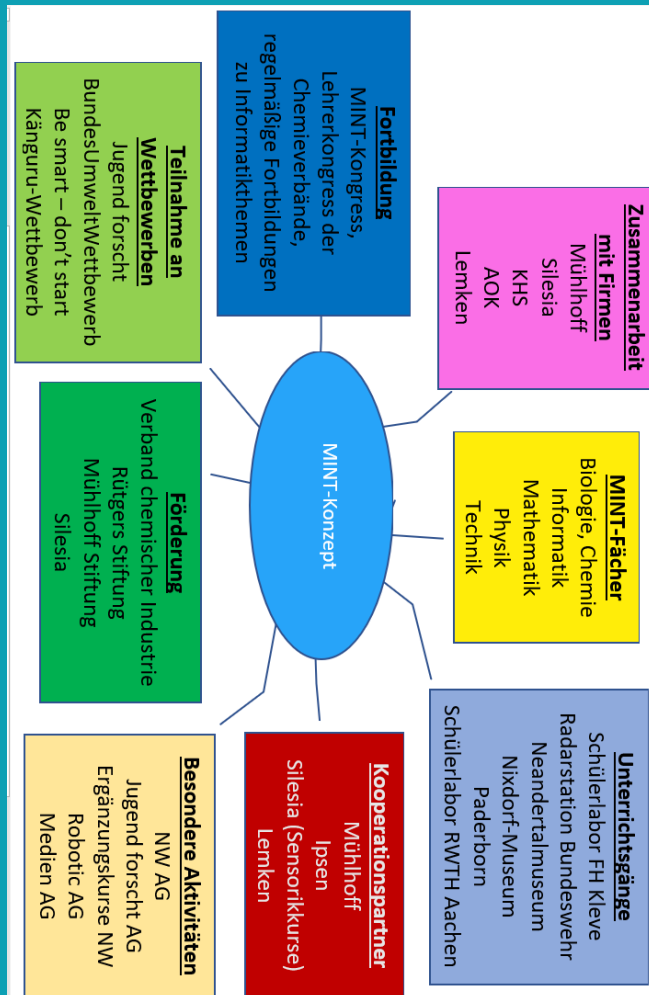 Zusammenarbeit
mit Firmen
Mühlhoff
Silesia
KHS
AOK
Lemken
MINT-Fächer
Biologie, Chemie
Informatik
Mathematik
Physik
Technik
Unterrichtsgänge
Schülerlabor FH Kleve
Radarstation Bundeswehr
Neandertalmuseum
Nixdorf-Museum
Paderborn
Schülerlabor RWTH Aachen
Fortbildung
MINT-Kongress,
Lehrerkongress der
Chemieverbände,
regelmäßige Fortbildungen
zu Informatikthemen
MINT-Konzept
Kooperationspartner
Mühlhoff
Ipsen
Silesia (Sensorikkurse)
Lemken
Teilnahme an
Wettbewerben
Jugend forscht
BundesUmweltWettbewerb
Be smart – don't start
Känguru-Wettbewerb
Förderung
Verband chemischer Industrie
Rütgers Stiftung
Mühlhoff Stiftung
Silesia
Besondere Aktivitäten
NW AG
Jugend forscht AG
Ergänzungskurse NW
Robotic AG
Medien AG